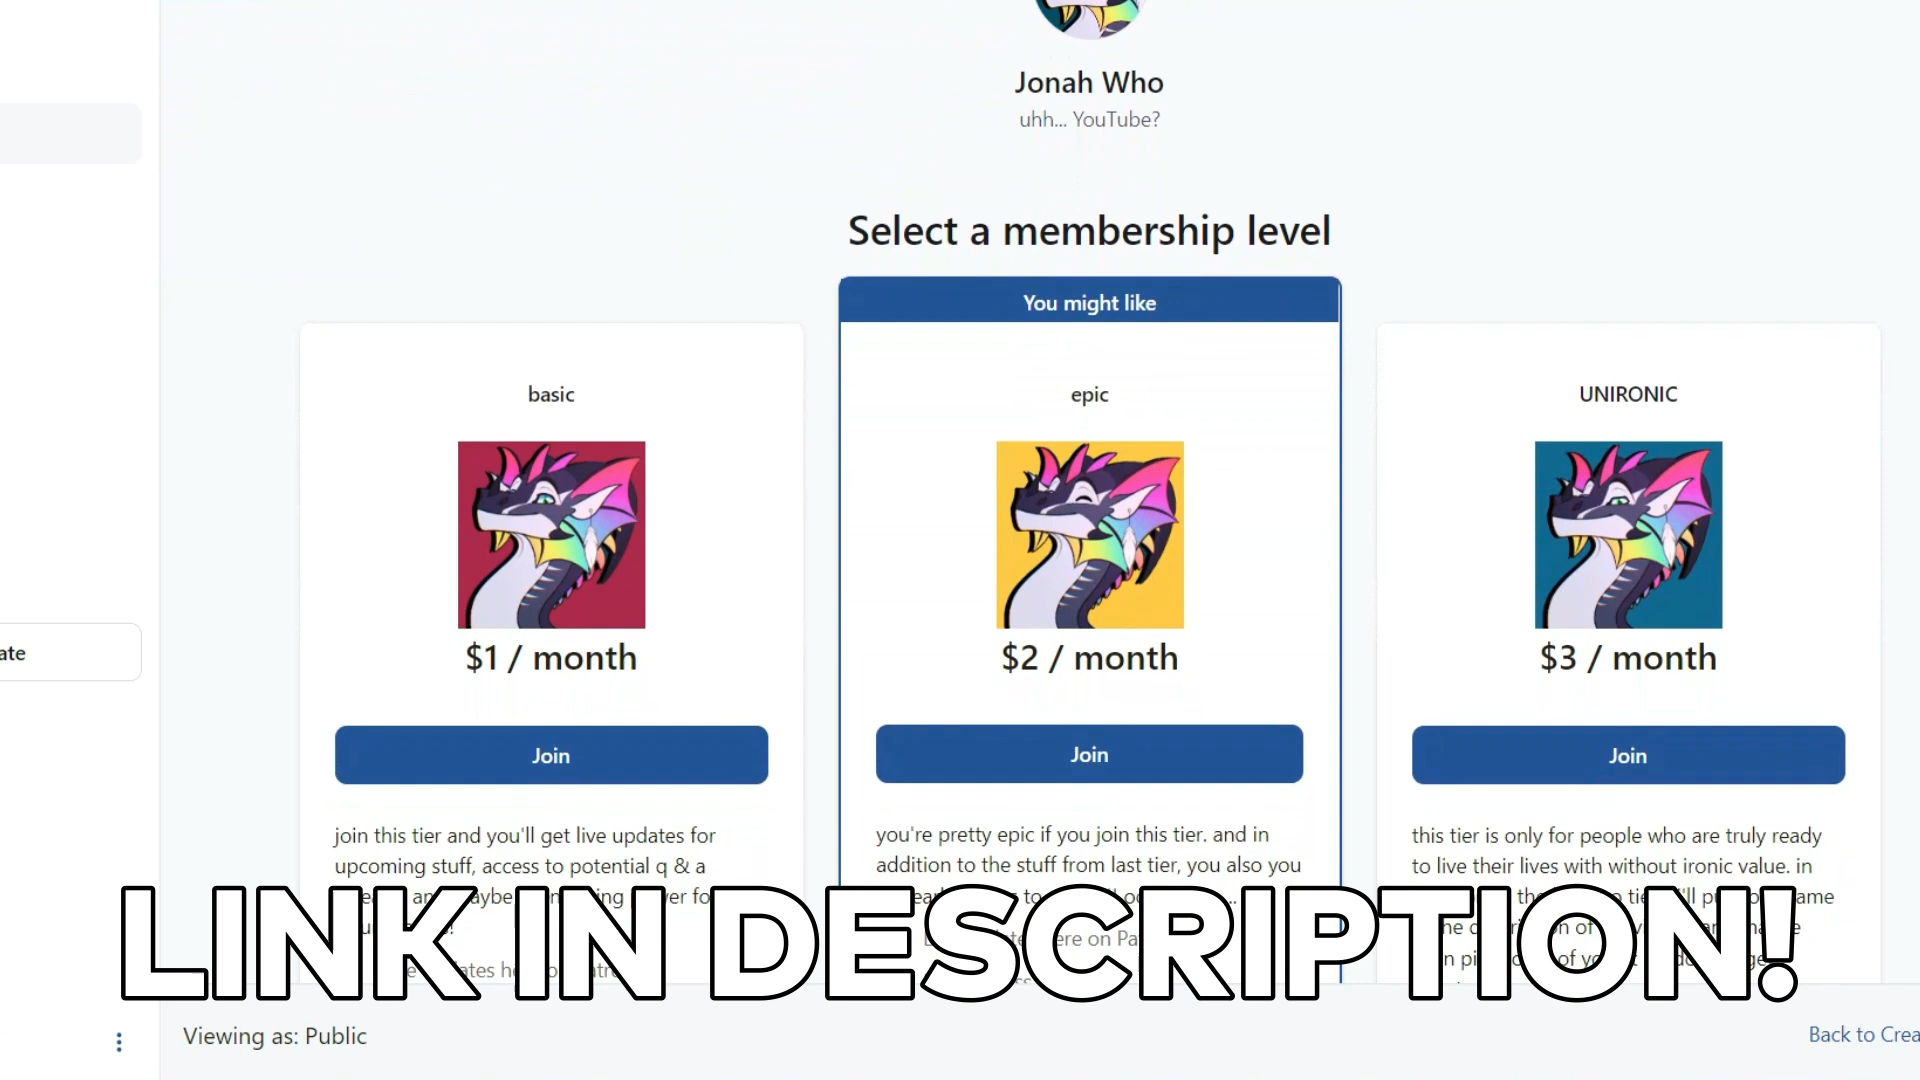 Jonah Who
uhh... YouTube?
Select a membership level
You might like
basic
epic
UNIRONIC
$1 / month
$2 / month
$3 / month
ate
Join
Join
Join
join this tier and you'll get live updates for
upcoming stuff, access to potential q & a
you're pretty epic if you join this tier. and in
addition to the stuff from last tier, you also you
this tier is only for people who are truly ready
to live their lives with without ironic value. in
LINK IN DESCRIPTION!
Viewing as: Public
Back to Crea